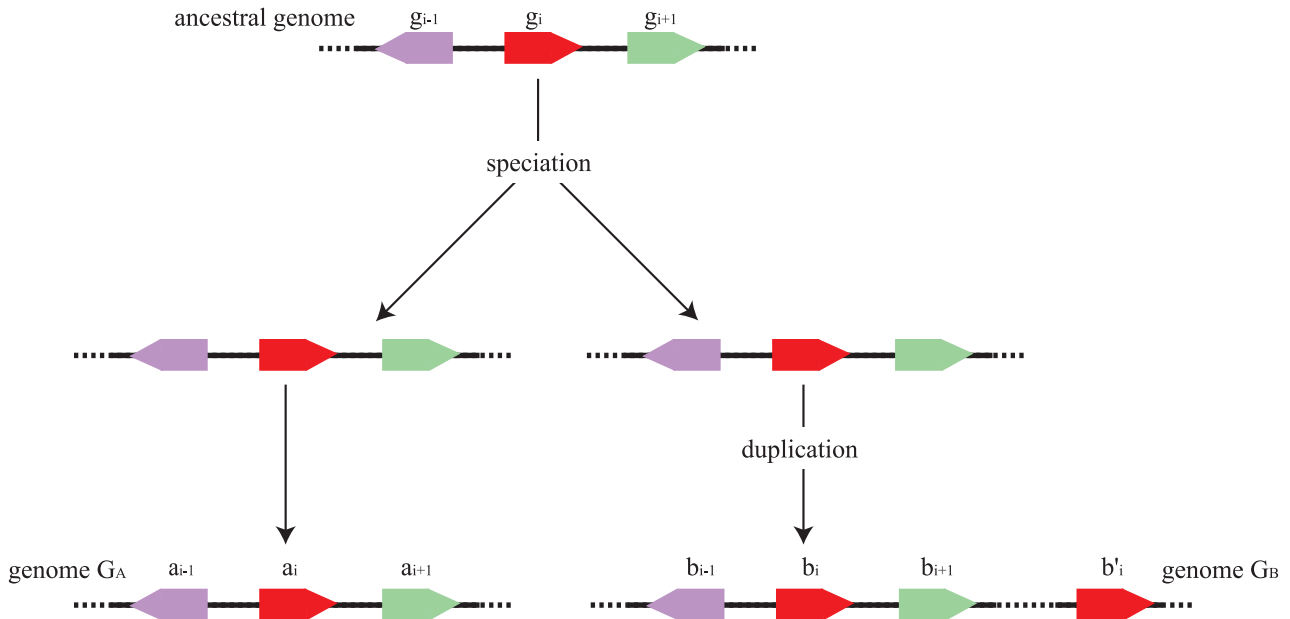 ancestral genome gi-1 gi gi+1
speciation
duplication
genome GA ai-1 ai ai+1 bi-1 bi bi+1 b'i genome GB